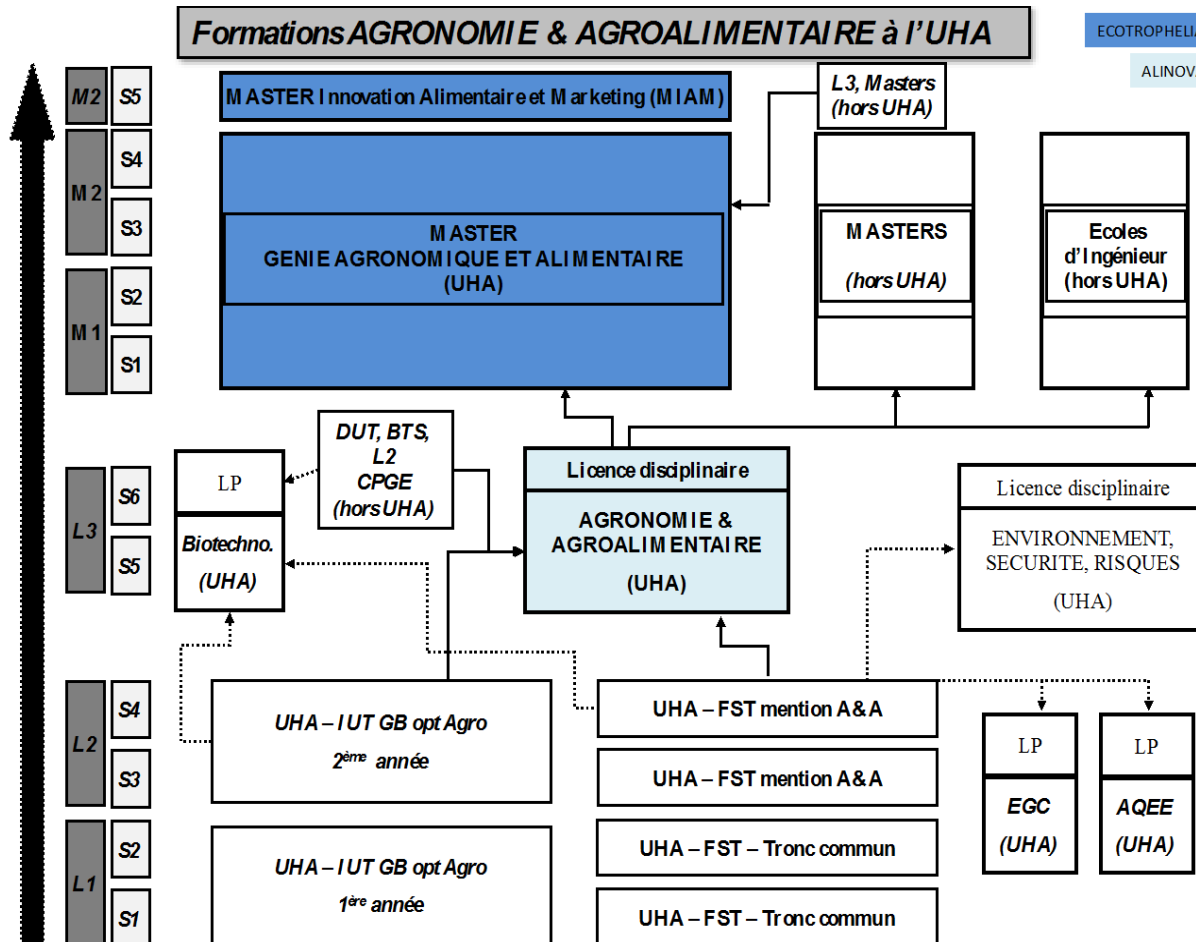 Formations AGRONOMIE & AGROALIMENTAIRE à l'UHA
ECOTROPHELIA
ALINOVA
M2
S5
MASTER Innovation Alimentaire et Marketing (MIAM)
L3, Masters
(hors UHA)
M2
S4
S3
M1
S2
S1
MASTER
GENIE AGRONOMIQUE ET ALIMENTAIRE
(UHA)
MASTERS
(hors UHA)
Ecoles
d'Ingénieur
(hors UHA)
L3
S6
S5
LP
Biotechno.
(UHA)
DUT, BTS,
L2
CPGE
(hors UHA)
Licence disciplinaire
AGRONOMIE &
AGROALIMENTAIRE
(UHA)
Licence disciplinaire
ENVIRONNEMENT,
SECURITE, RISQUES
(UHA)
L2
S4
S3
UHA – IUT GB opt Agro
2ème année
UHA – FST mention A&A
UHA – FST mention A&A
LP
EGC
(UHA)
LP
AQEE
(UHA)
L1
S2
S1
UHA – IUT GB opt Agro
1ère année
UHA – FST – Tronc commun
UHA – FST – Tronc commun